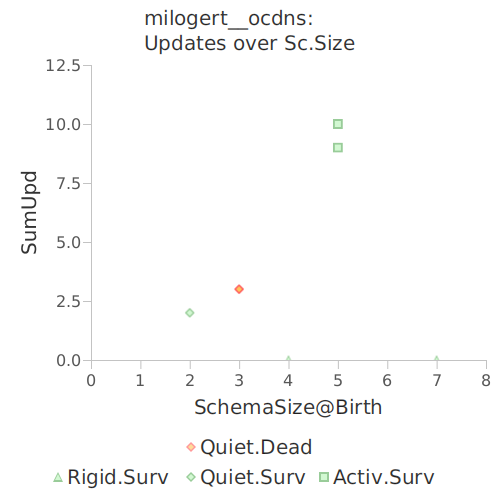 milogert__ocdns:
Updates over Sc.Size
12.5
10.0
7.5
5.0
2.5
0.0
SumUpd
0 1 2 3 4 5 6 7 8
SchemaSize@Birth
Quiet.Dead
Rigid.Surv Quiet.Surv Activ.Surv